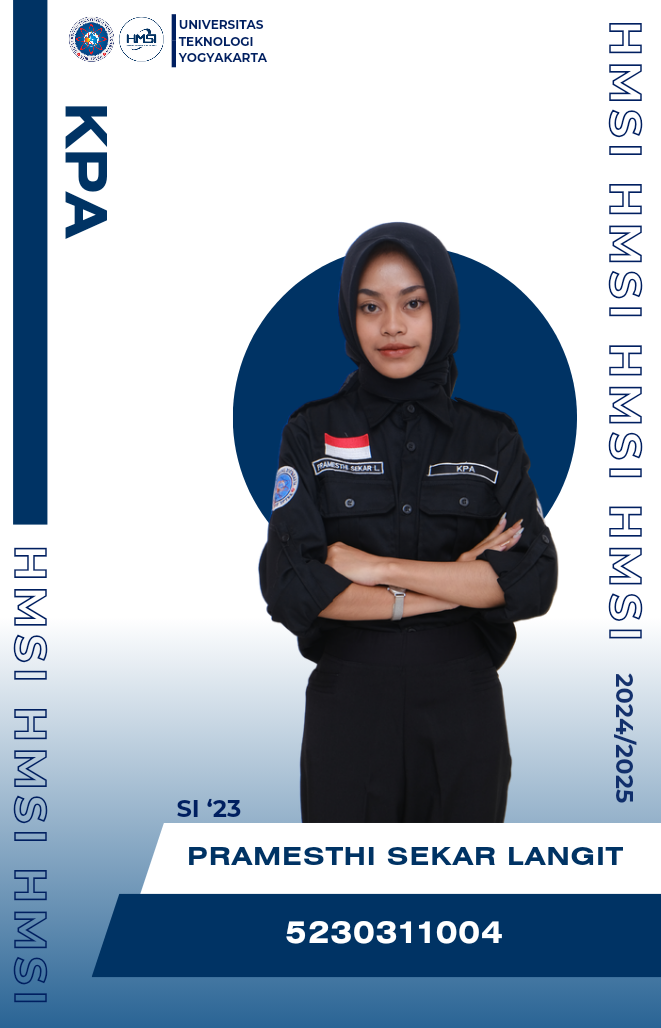 HMSI
UNIVERSITAS
TEKNOLOGI
YOGYAKARTA
KPA
HMSI HMSI HMSI HMSI
2024/2025
HMSI HMSI HMSI
PRAMESTHI SEKAR L.
KPA
SI ‘23
PRAMESTHI SEKAR LANGIT
5230311004